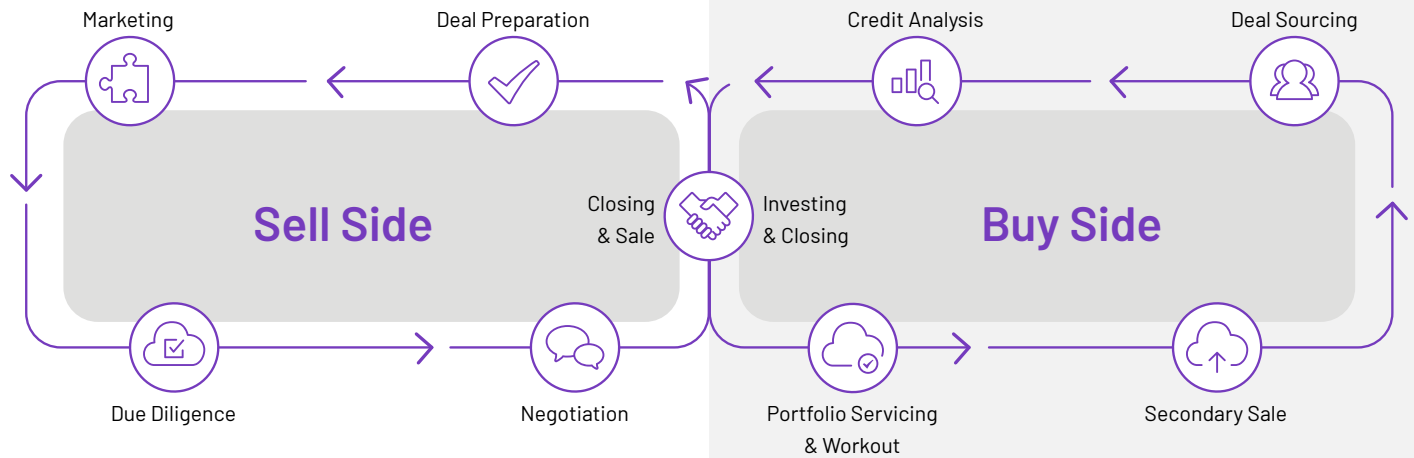 Marketing
Deal Preparation
Credit Analysis
Deal Sourcing
Sell Side
Closing
& Sale
Investing
& Closing
Buy Side
Due Diligence
Negotiation
Portfolio Servicing
& Workout
Secondary Sale